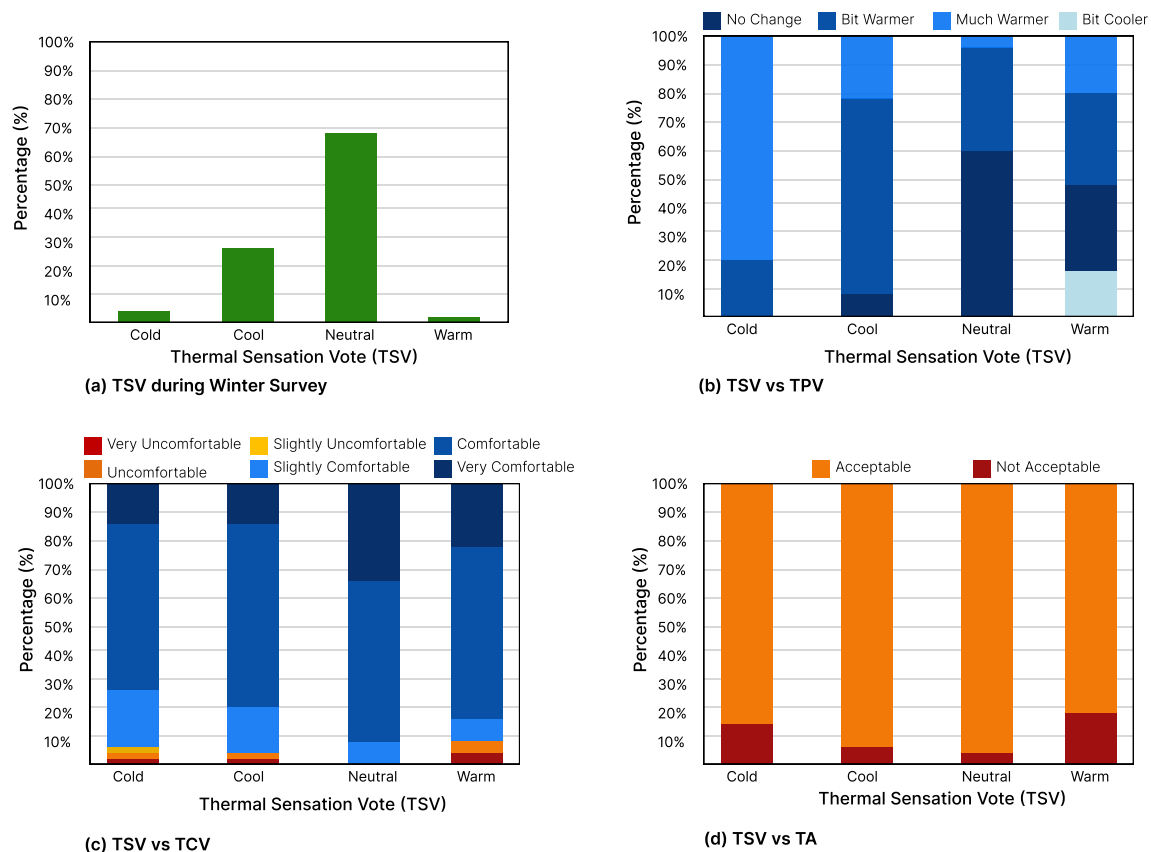 100%
90%
80%
70%
60%
50%
40%
30%
20%
10%
Percentage (%)
Cold Cool Neutral Warm
Thermal Sensation Vote (TSV)
(a) TSV during Winter Survey
No Change Bit Warmer Much Warmer Bit Cooler
100%
90%
80%
70%
60%
50%
40%
30%
20%
10%
Percentage (%)
Cold Cool Neutral Warm
Thermal Sensation Vote (TSV)
(b) TSV vs TPV
Very Uncomfortable Slightly Uncomfortable Comfortable
Uncomfortable Slightly Comfortable Very Comfortable
100%
90%
80%
70%
60%
50%
40%
30%
20%
10%
Percentage (%)
Cold Cool Neutral Warm
Thermal Sensation Vote (TSV)
(c) TSV vs TCV
Acceptable Not Acceptable
100%
90%
80%
70%
60%
50%
40%
30%
20%
10%
Percentage (%)
Cold Cool Neutral Warm
Thermal Sensation Vote (TSV)
(d) TSV vs TA